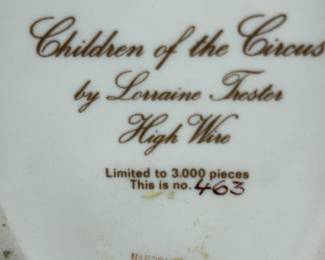 Children of the Circus
by Lorraine Trester
High Wire
Limited to 3.000 pieces
This is no. 463